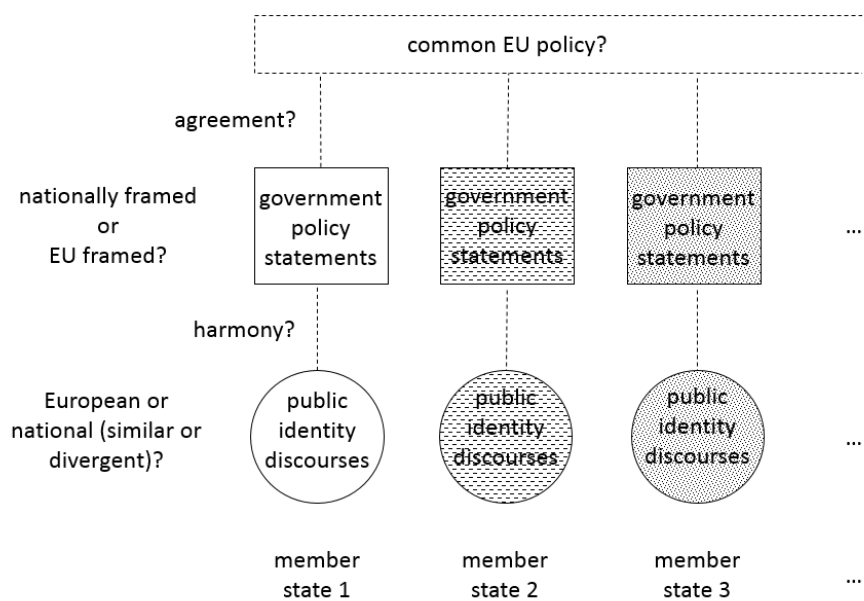 common EU policy?
agreement?
nationally framed
or
EU framed?
government
policy
statements
government
policy
statements
government
policy
statements
...
harmony?
European or
national (similar or
divergent)?
public
identity
discourses
public
identity
discourses
public
identity
discourses
...
member
state 1
member
state 2
member
state 3
...